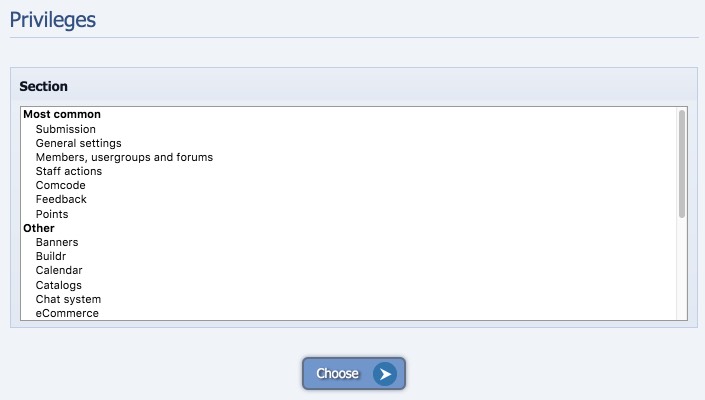 Privileges
Section
Most common
Submission
General settings
Members, usergroups and forums
Staff actions
Comcode
Feedback
Points
Other
Banners
Buildr
Calendar
Catalogs
Chat system
eCommerce
Choose